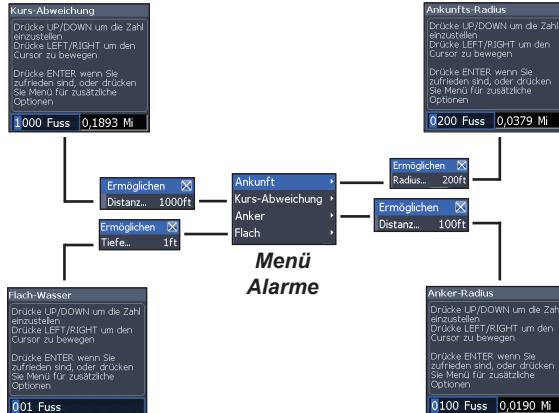 Kurs-Abweichung
Drücke UP/DOWN um die Zahl
einzustellen
Drücke LEFT/RIGHT um den
Cursor zu bewegen
Drücke ENTER wenn Sie
zufrieden sind, oder drücken
Sie Menü für zusätzliche
Optionen
1000 Fuss 0,1893 Mi
Ankunfts-Radius
Drücke UP/DOWN um die Zahl
einzustellen
Drücke LEFT/RIGHT um den
Cursor zu bewegen
Drücke ENTER wenn Sie
zufrieden sind, oder drücken
Sie Menü für zusätzliche
Optionen
0200 Fuss 0,0379 Mi
Ermöglichen
Distanz... 1000ft
Ermöglichen
Tiefe... 1ft
Ankunft
Kurs-Abweichung
Anker
Flach
Ermöglichen
Radius... 200ft
Ermöglichen
Distanz... 100ft
Menü
Alarme
Flach-Wasser
Drücke UP/DOWN um die Zahl
einzustellen
Drücke LEFT/RIGHT um den
Cursor zu bewegen
Drücke ENTER wenn Sie
zufrieden sind, oder drücken
Sie Menü für zusätzliche
Optionen
001 Fuss
Anker-Radius
Drücke UP/DOWN um die Zahl
einzustellen
Drücke LEFT/RIGHT um den
Cursor zu bewegen
Drücke ENTER wenn Sie
zufrieden sind, oder drücken
Sie Menü für zusätzliche
Optionen
0100 Fuss 0,0190 Mi